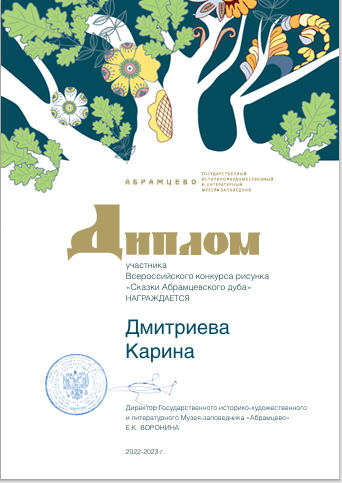 АБРАМЦЕВО
ГОСУДАРСТВЕННЫЙ
ИСТОРИКО-ХУДОЖЕСТВЕННЫЙ
И ЛИТЕРАТУРНЫЙ
МУЗЕЙ-ЗАПОВЕДНИК
Диплом
участника
Всероссийского конкурса рисунка
«Сказки Абрамцевского дуба»
НАГРАЖДАЕТСЯ
Дмитриева
Карина
Директор Государственного историко-художественного
и литературного Музея-заповедника «Абрамцево»
Е.К. ВОРОНИНА
2022-2023 г.